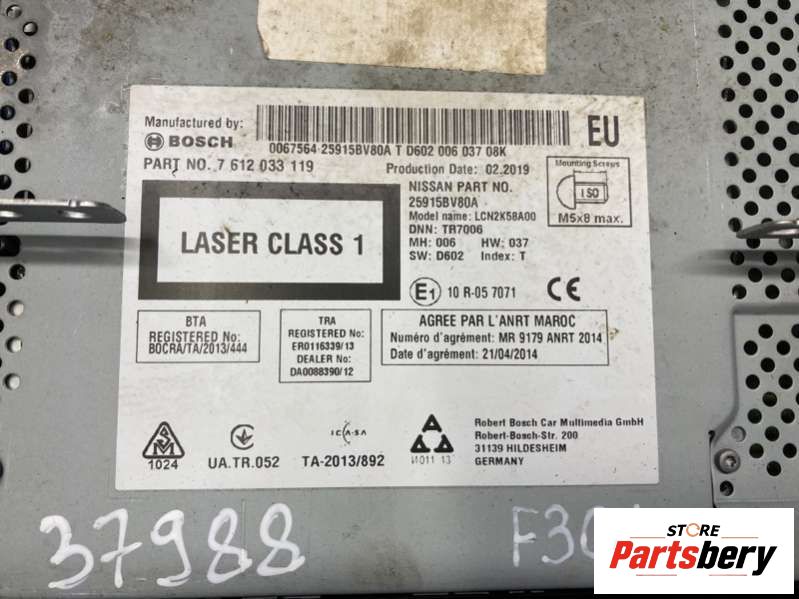 Manufactured by:
BOSCH
0067564 25915BV80A T D602 006 037 08K
EU
PART NO. 7 612 033 119
Production Date: 02.2019
NISSAN PART NO.
25915BV80A
Model name: LCN2K58A00
DNN: TR7006
MH: 006 HW: 037
SW: D602 Index: T
Mounting Screws
ISO
M5x8 max.
LASER CLASS 1
E1 10 R-05 7071
CE
BTA
REGISTERED No:
BOCRA/TA/2013/444
TRA
REGISTERED No:
ER0116339/13
DEALER No:
DA0088390/12
AGREE PAR L'ANRT MAROC
Numéro d'agrément: MR 9179 ANRT 2014
Date d'agrément: 21/04/2014
1024
UA.TR.052
ICASA
TA-2013/892
Robert Bosch Car Multimedia GmbH
Robert-Bosch-Str. 200
31139 HILDESHEIM
GERMANY
37988
STORE
Partsbery